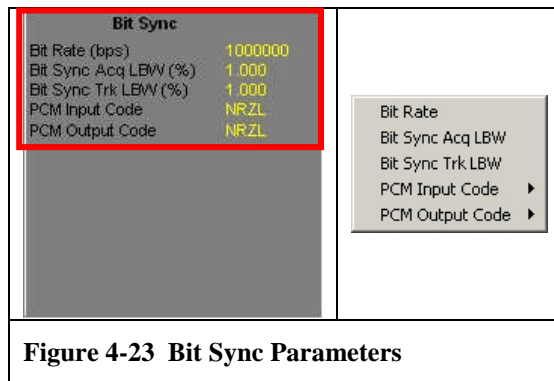 Bit Sync
Bit Rate (bps) 1000000
Bit Sync Acq LBW (%) 1.000
Bit Sync Trk LBW (%) 1.000
PCM Input Code NRZL
PCM Output Code NRZL
Bit Rate
Bit Sync Acq LBW
Bit Sync Trk LBW
PCM Input Code
PCM Output Code
Figure 4-23 Bit Sync Parameters